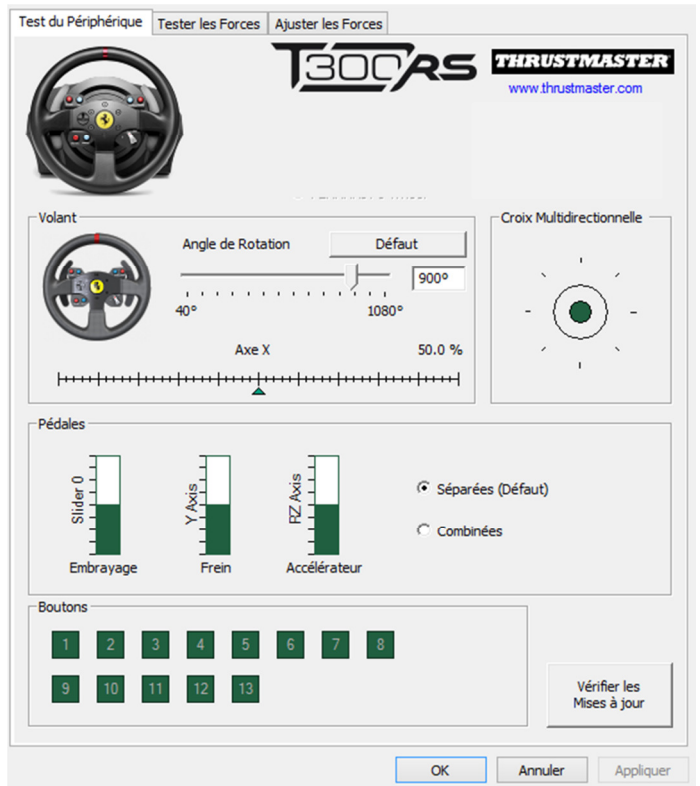 Test du Périphérique
Tester les Forces
Ajuster les Forces
T300RS
THRUSTMASTER
www.thrustmaster.com
Volant
Angle de Rotation
Défaut
900°
40°
1080°
Axe X
50.0 %
Croix Multidirectionnelle
Pédales
Slider 0
Y Axis
RZ Axis
Embrayage
Frein
Accélérateur
Séparées (Défaut)
Combinées
Boutons
1 2 3 4 5 6 7 8
9 10 11 12 13
Vérifier les
Mises à jour
OK
Annuler
Appliquer